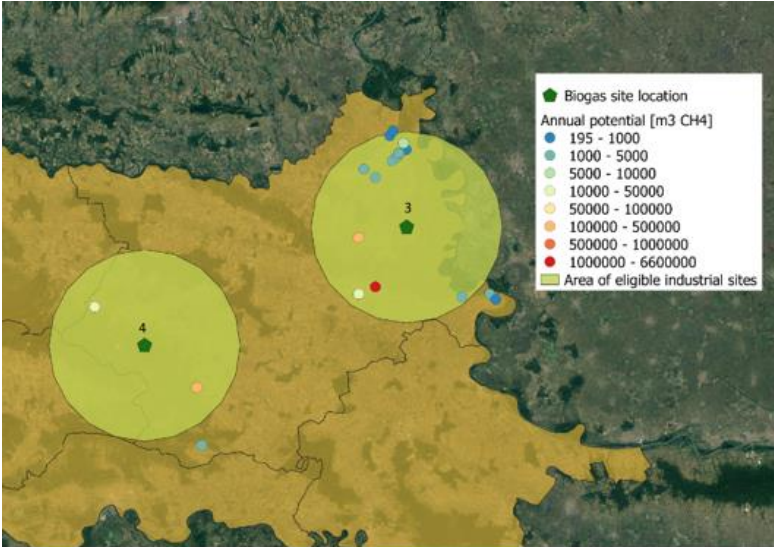 Biogas site location
Annual potential [m3 CH4]
195 - 1000
1000 - 5000
5000 - 10000
10000 - 50000
50000 - 100000
100000 - 500000
500000 - 1000000
1000000 - 6600000
Area of eligible industrial sites
3
4